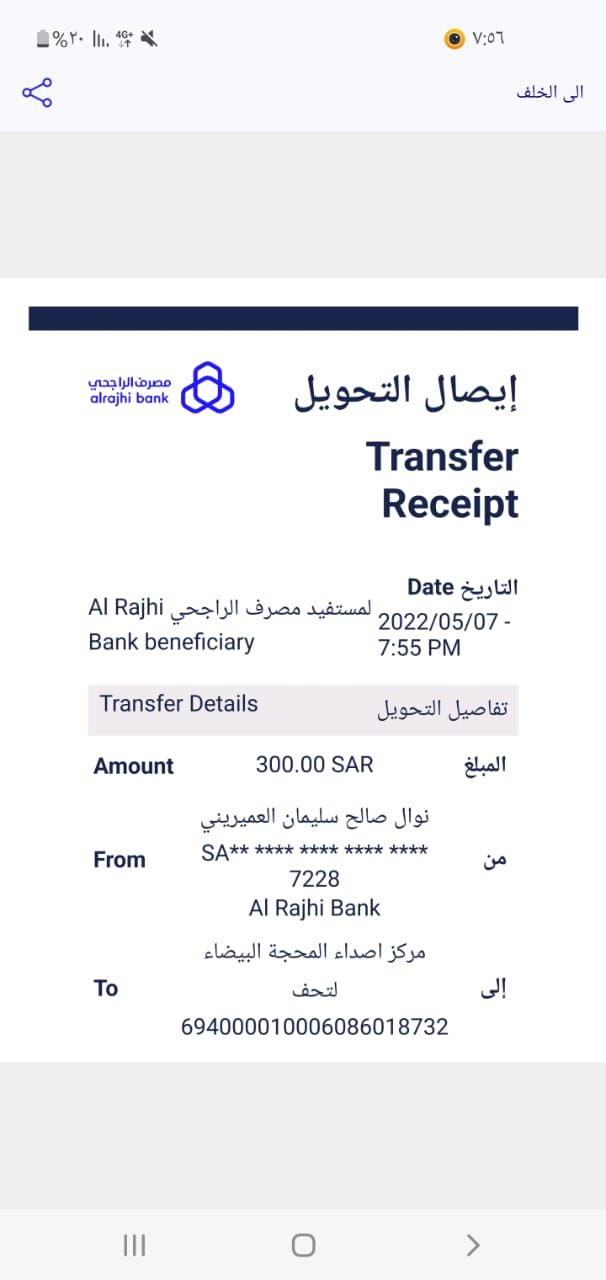 ٧:٥٦
%٢٠ 4G+
الى الخلف
مصرف الراجحي
alrajhi bank
إيصال التحويل
Transfer
Receipt
التاريخ Date
2022/05/07 -
7:55 PM
لمستفيد مصرف الراجحي Al Rajhi
Bank beneficiary
Transfer Details تفاصيل التحويل
Amount 300.00 SAR المبلغ
From من
نوال صالح سليمان العميريني
SA** **** **** **** ****
7228
Al Rajhi Bank
To إلى
مركز اصداء المحجة البيضاء
لتحف
694000010006086018732